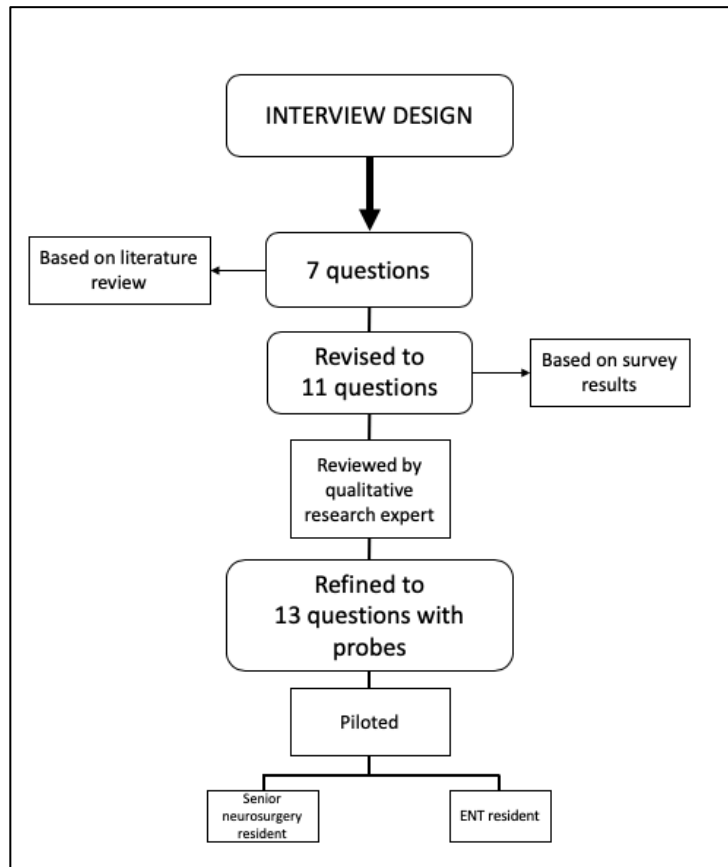 INTERVIEW DESIGN
Based on literature
review
7 questions
Revised to
11 questions
Based on survey
results
Reviewed by
qualitative
research expert
Refined to
13 questions with
probes
Piloted
Senior
neurosurgery
resident
ENT resident